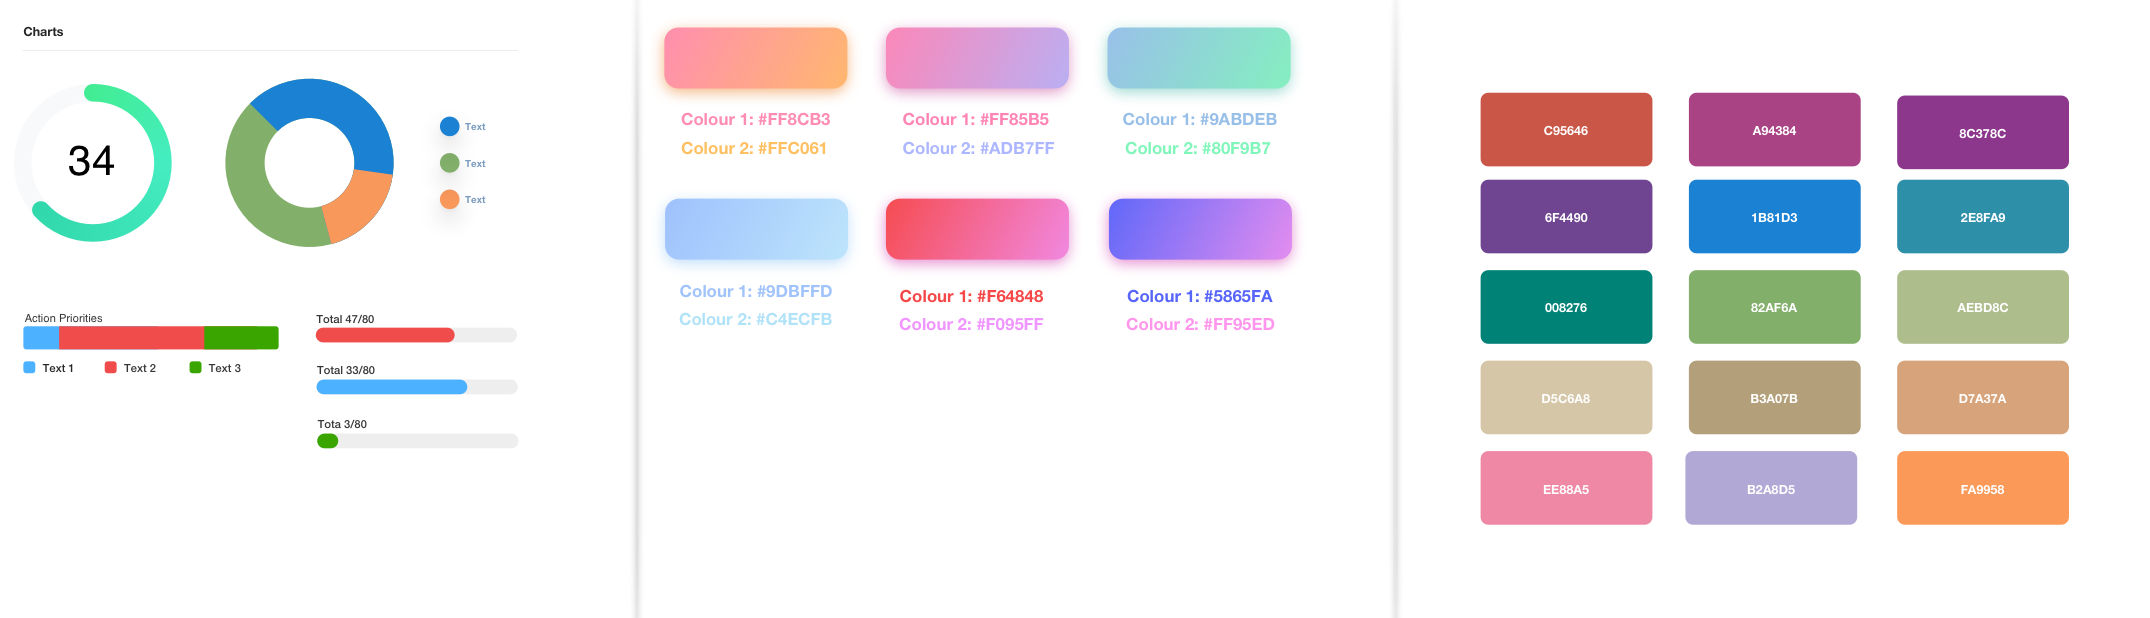 Charts
34
Text
Text
Text
Action Priorities
Text 1
Text 2
Text 3
Total 47/80
Total 33/80
Tota 3/80
Colour 1: #FF8CB3
Colour 2: #FFC061
Colour 1: #FF85B5
Colour 2: #ADB7FF
Colour 1: #9ABDEB
Colour 2: #80F9B7
Colour 1: #9DBFFD
Colour 2: #C4ECFB
Colour 1: #F64848
Colour 2: #F095FF
Colour 1: #5865FA
Colour 2: #FF95ED
C95646
A94384
8C378C
6F4490
1B81D3
2E8FA9
008276
82AF6A
AEBD8C
D5C6A8
B3A07B
D7A37A
EE88A5
B2A8D5
FA9958